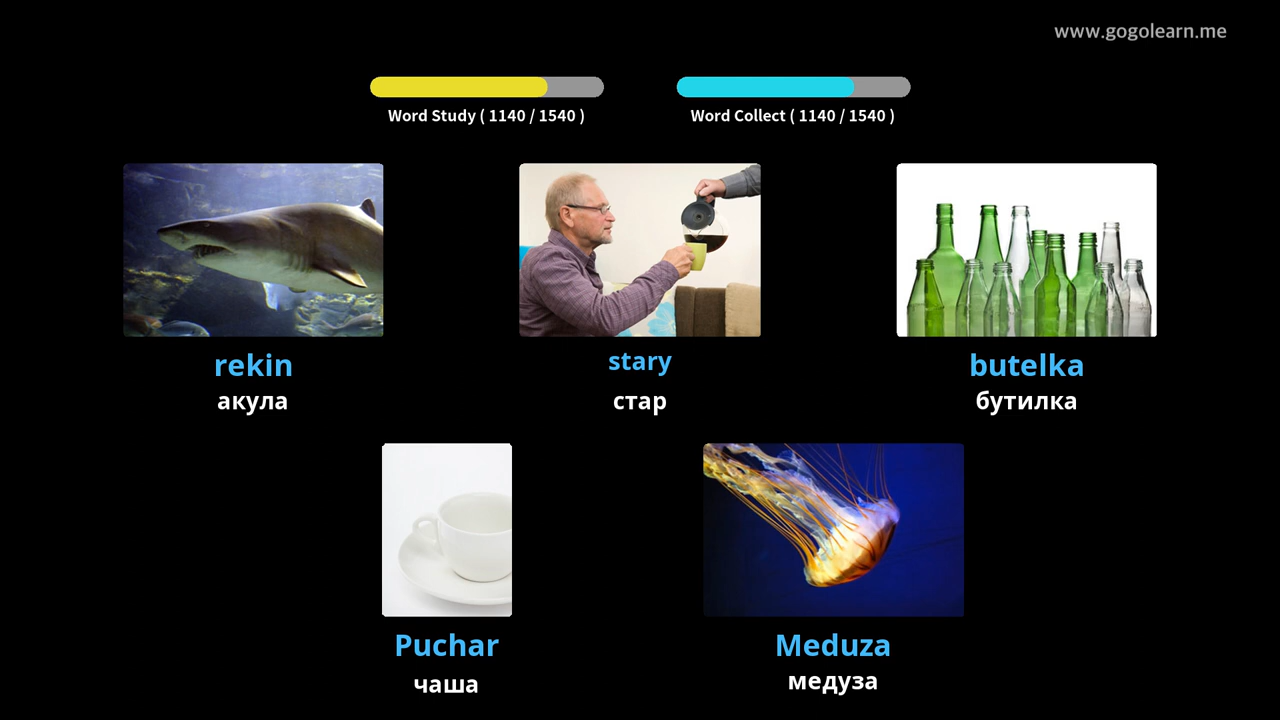 www.gogolearn.me
Word Study ( 1140 / 1540 )
Word Collect ( 1140 / 1540 )
rekin
акула
stary
стар
butelka
бутилка
Puchar
чаша
Meduza
медуза